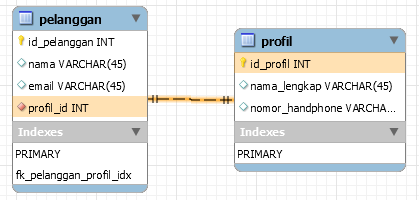 pelanggan
id_pelanggan INT
nama VARCHAR(45)
email VARCHAR(45)
profil_id INT
Indexes
PRIMARY
fk_pelanggan_profil_idx
profil
id_profil INT
nama_lengkap VARCHAR(45)
nomor_handphone VARCHA...
Indexes
PRIMARY